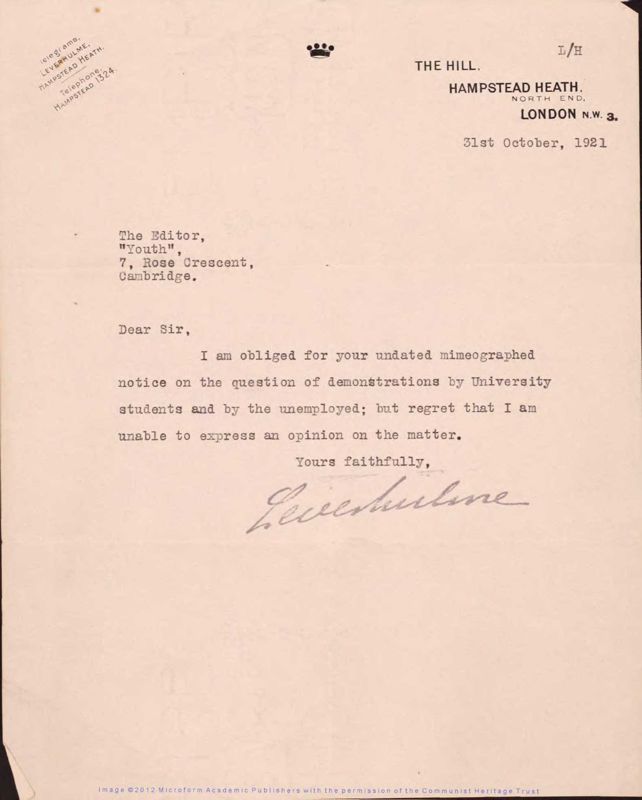 Telegrams,
LEVERHULME,
HAMPSTEAD HEATH.
Telephone,
HAMPSTEAD 1324.
L/H
THE HILL.
HAMPSTEAD HEATH.
NORTH END.
LONDON N.W. 3.
31st October, 1921
The Editor,
"Youth",
7, Rose Crescent,
Cambridge.
Dear Sir,
I am obliged for your undated mimeographed
notice on the question of demonstrations by University
students and by the unemployed; but regret that I am
unable to express an opinion on the matter.
Yours faithfully,
Leverhulme
Image ©2012 Microform Academic Publishers with the permission of the Communist Heritage Trust